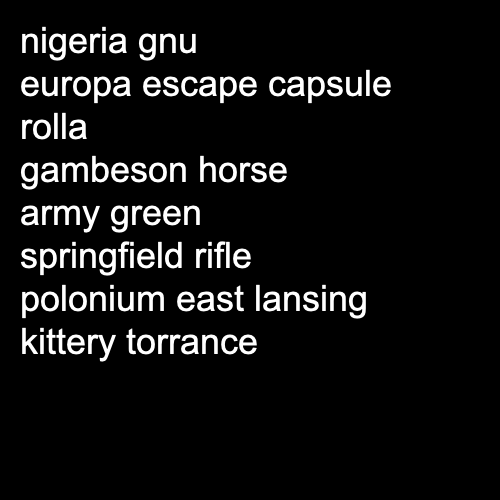 nigeria gnu
europa escape capsule
rolla
gambeson horse
army green
springfield rifle
polonium east lansing
kittery torrance